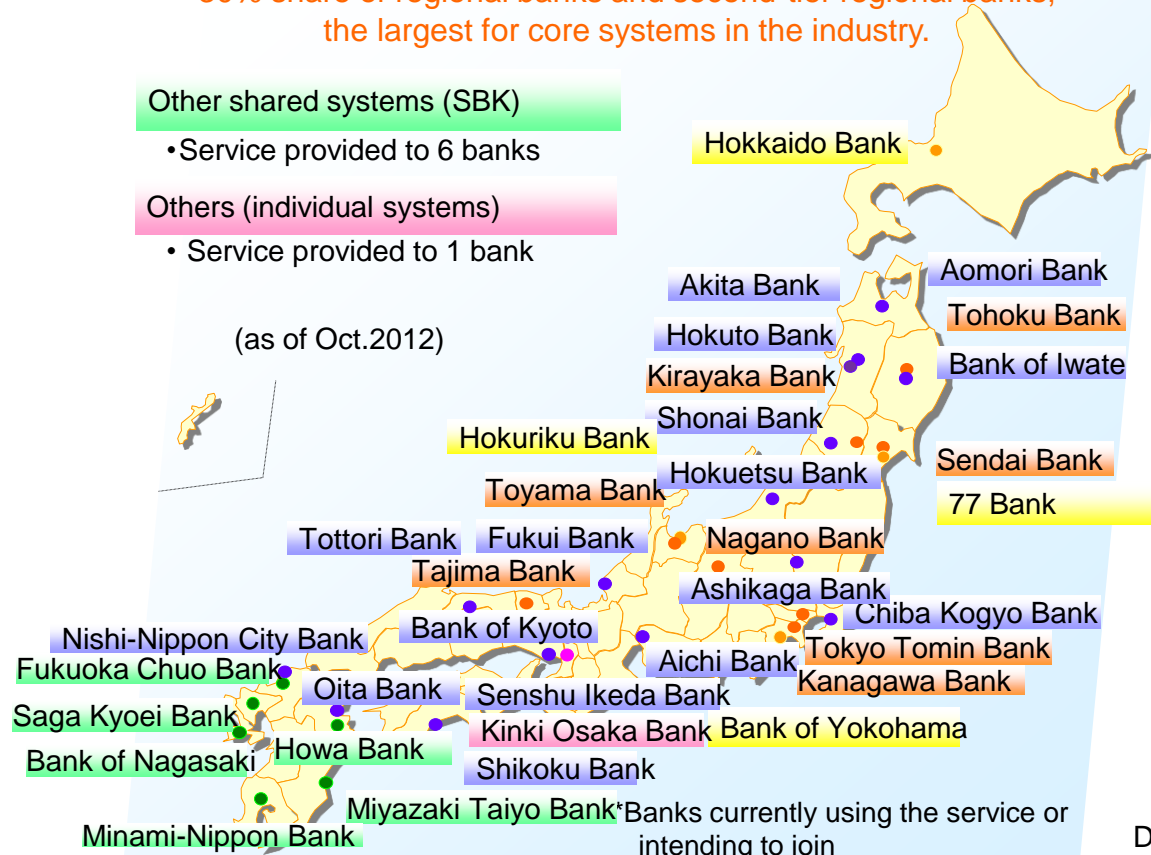 the largest for core systems in the industry.
Other shared systems (SBK)
•Service provided to 6 banks
Others (individual systems)
• Service provided to 1 bank
(as of Oct.2012)
Hokkaido Bank
Aomori Bank
Akita Bank
Tohoku Bank
Hokuto Bank
Bank of Iwate
Kirayaka Bank
Shonai Bank
Hokuriku Bank
Sendai Bank
Hokuetsu Bank
Toyama Bank
77 Bank
Tottori Bank
Fukui Bank
Nagano Bank
Tajima Bank
Ashikaga Bank
Chiba Kogyo Bank
Bank of Kyoto
Nishi-Nippon City Bank
Tokyo Tomin Bank
Aichi Bank
Fukuoka Chuo Bank
Kanagawa Bank
Oita Bank
Senshu Ikeda Bank
Saga Kyoei Bank
Kinki Osaka Bank
Bank of Yokohama
Howa Bank
Bank of Nagasaki
Shikoku Bank
Miyazaki Taiyo Bank
*Banks currently using the service or
intending to join
Minami-Nippon Bank
D